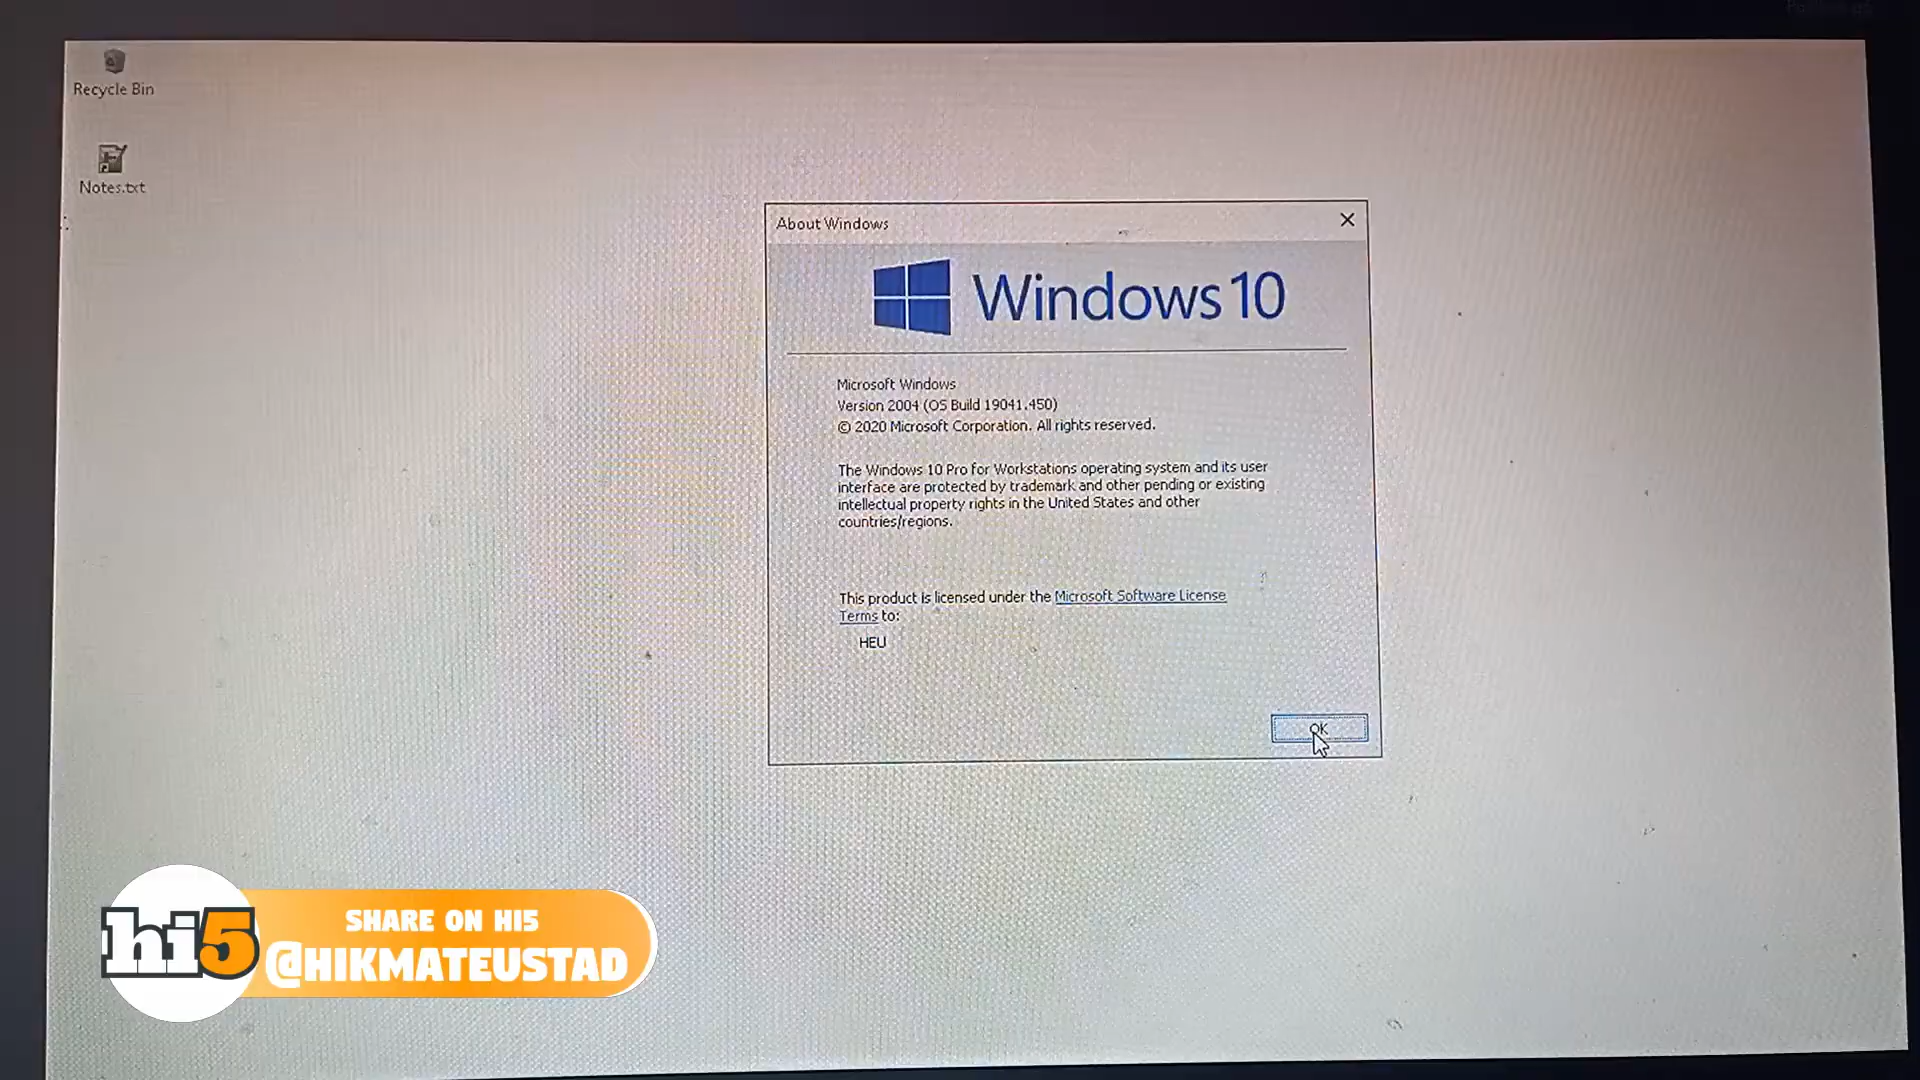 Recycle Bin
Notes.txt
About Windows
Windows 10
Microsoft Windows
Version 2004 (OS Build 19041.450)
© 2020 Microsoft Corporation. All rights reserved.
The Windows 10 Pro for Workstations operating system and its user
interface are protected by trademark and other pending or existing
intellectual property rights in the United States and other
countries/regions.
This product is licensed under the Microsoft Software License
Terms to:
HEU
OK
hi5
SHARE ON HI5
@HIKMATEUSTAD